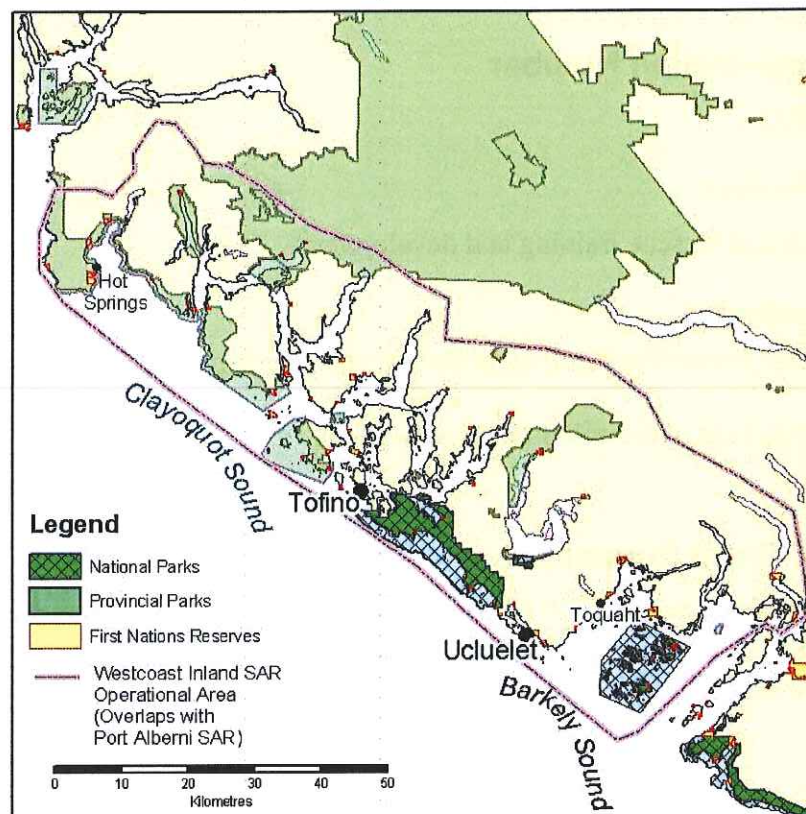 Hot
Springs
Clayoquot Sound
Tofino
Toquaht
Ucluelet
Barkely Sound
Legend
National Parks
Provincial Parks
First Nations Reserves
Westcoast Inland SAR
Operational Area
(Overlaps with
Port Alberni SAR)
0 10 20 30 40 50
Kilometres